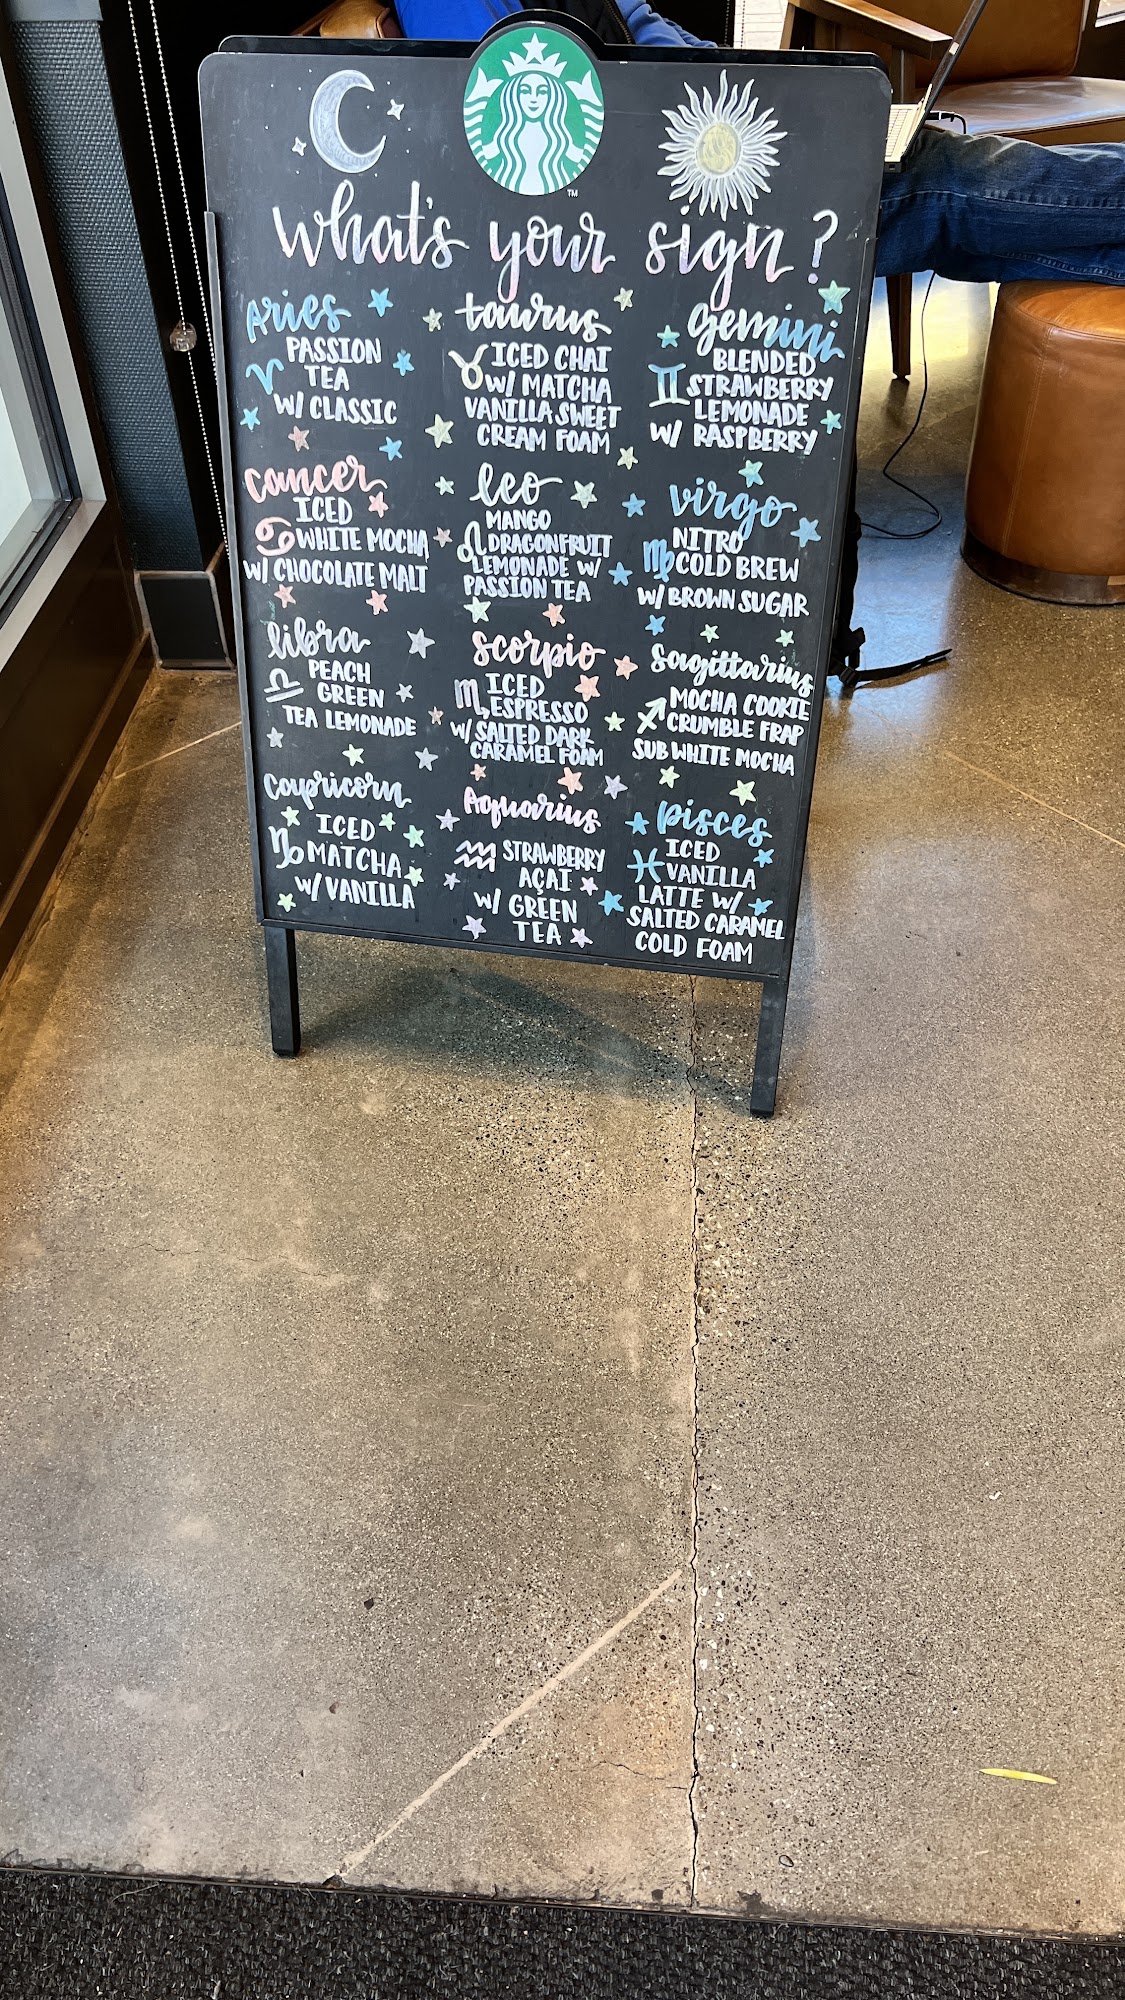 TM
what's your sign?
Aries
PASSION
TEA
W/ CLASSIC
taurus
ICED CHAI
W/ MATCHA
VANILLA SWEET
CREAM FOAM
gemini
BLENDED
STRAWBERRY
LEMONADE
W/ RASPBERRY
cancer
ICED
WHITE MOCHA
W/ CHOCOLATE MALT
leo
MANGO
DRAGONFRUIT
LEMONADE W/
PASSION TEA
virgo
NITRO
COLD BREW
W/ BROWN SUGAR
libra
PEACH
GREEN
TEA LEMONADE
scorpio
ICED
ESPRESSO
W/ SALTED DARK
CARAMEL FOAM
sagittarius
MOCHA COOKIE
CRUMBLE FRAP
SUB WHITE MOCHA
Capricorn
ICED
MATCHA
W/ VANILLA
Aquarius
STRAWBERRY
AÇAI
W/ GREEN
TEA
pisces
ICED
VANILLA
LATTE W/
SALTED CARAMEL
COLD FOAM